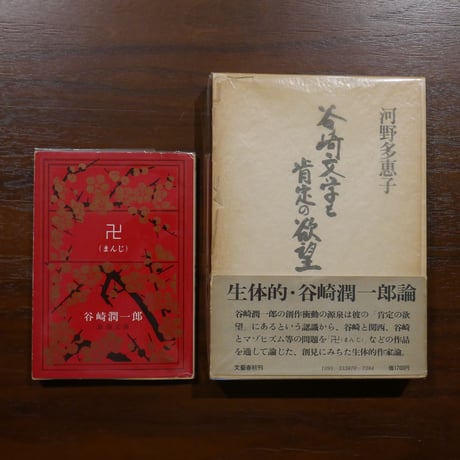 卍
(まんじ)
谷崎潤一郎
新潮文庫
河野多恵子
谷崎文学と
肯定の欲望
生体的・谷崎潤一郎論
谷崎潤一郎の創作衝動の源泉は彼の「肯定の欲
望」にあるという認識から、谷崎と関西、谷崎
とマゾヒズム等の問題を『卍』(まんじ)などの作品
を通して論じた、創見にみちた生体的作家論。
文藝春秋刊
価1700円